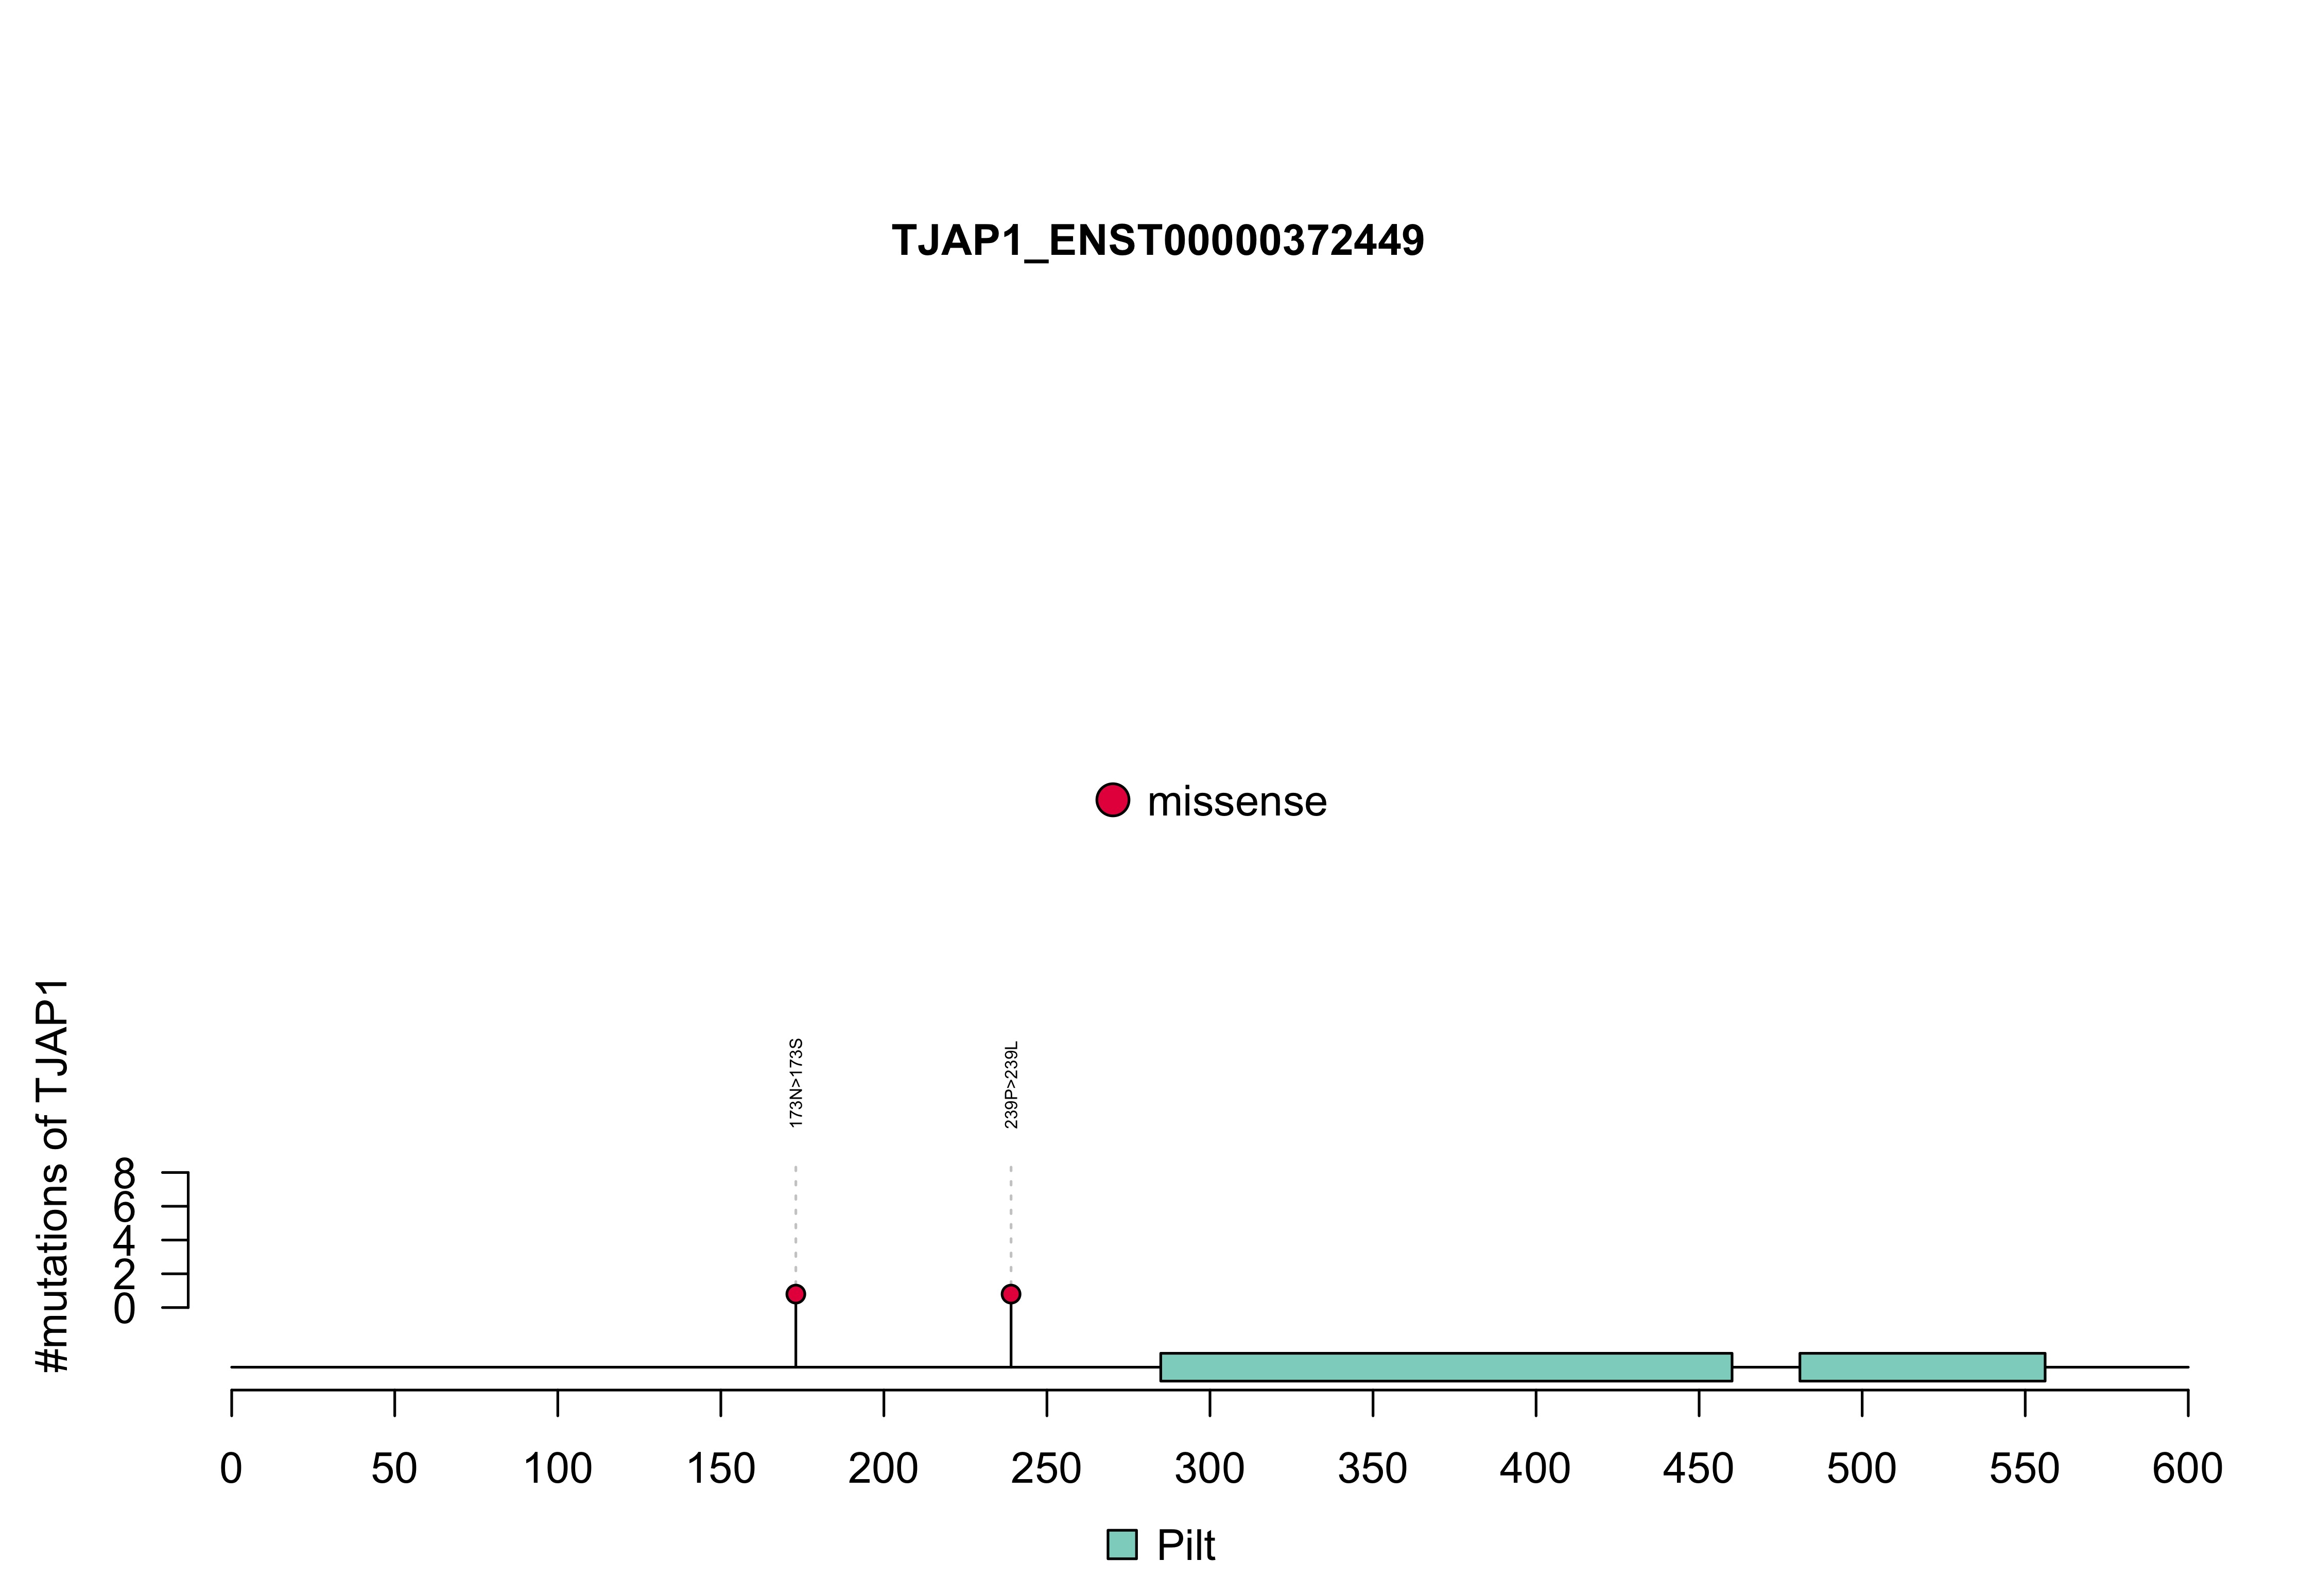 TJAP1_ENST00000372449
missense
#mutations of TJAP1
173N>173S
239P>239L
8
6
4
2
0
0 50 100 150 200 250 300 350 400 450 500 550 600
Pilt